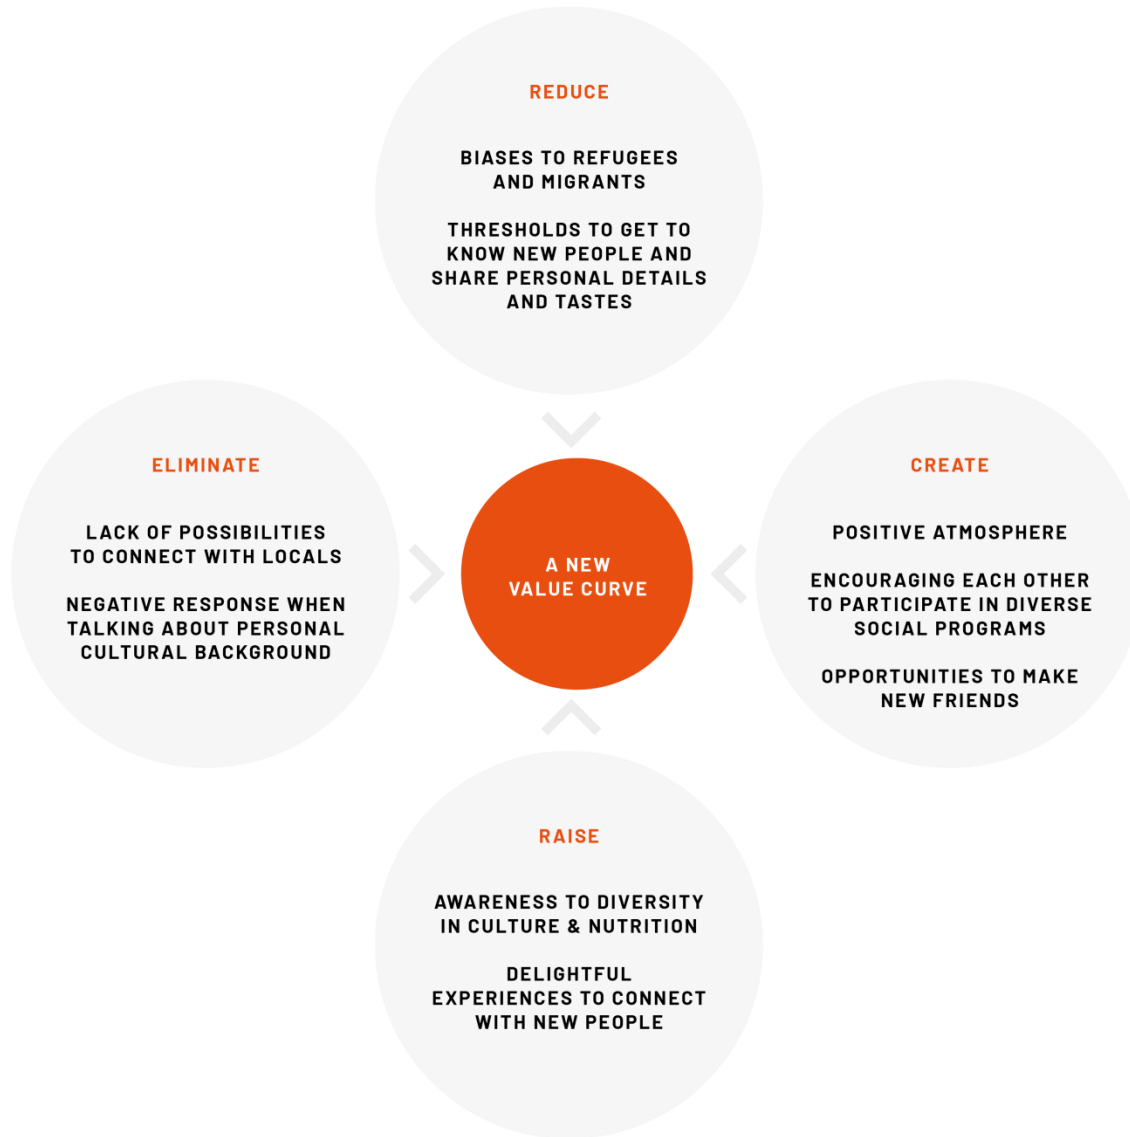 REDUCE
BIASES TO REFUGEES
AND MIGRANTS
THRESHOLDS TO GET TO
KNOW NEW PEOPLE AND
SHARE PERSONAL DETAILS
AND TASTES
ELIMINATE
LACK OF POSSIBILITIES
TO CONNECT WITH LOCALS
NEGATIVE RESPONSE WHEN
TALKING ABOUT PERSONAL
CULTURAL BACKGROUND
A NEW
VALUE CURVE
CREATE
POSITIVE ATMOSPHERE
ENCOURAGING EACH OTHER
TO PARTICIPATE IN DIVERSE
SOCIAL PROGRAMS
OPPORTUNITIES TO MAKE
NEW FRIENDS
RAISE
AWARENESS TO DIVERSITY
IN CULTURE & NUTRITION
DELIGHTFUL
EXPERIENCES TO CONNECT
WITH NEW PEOPLE